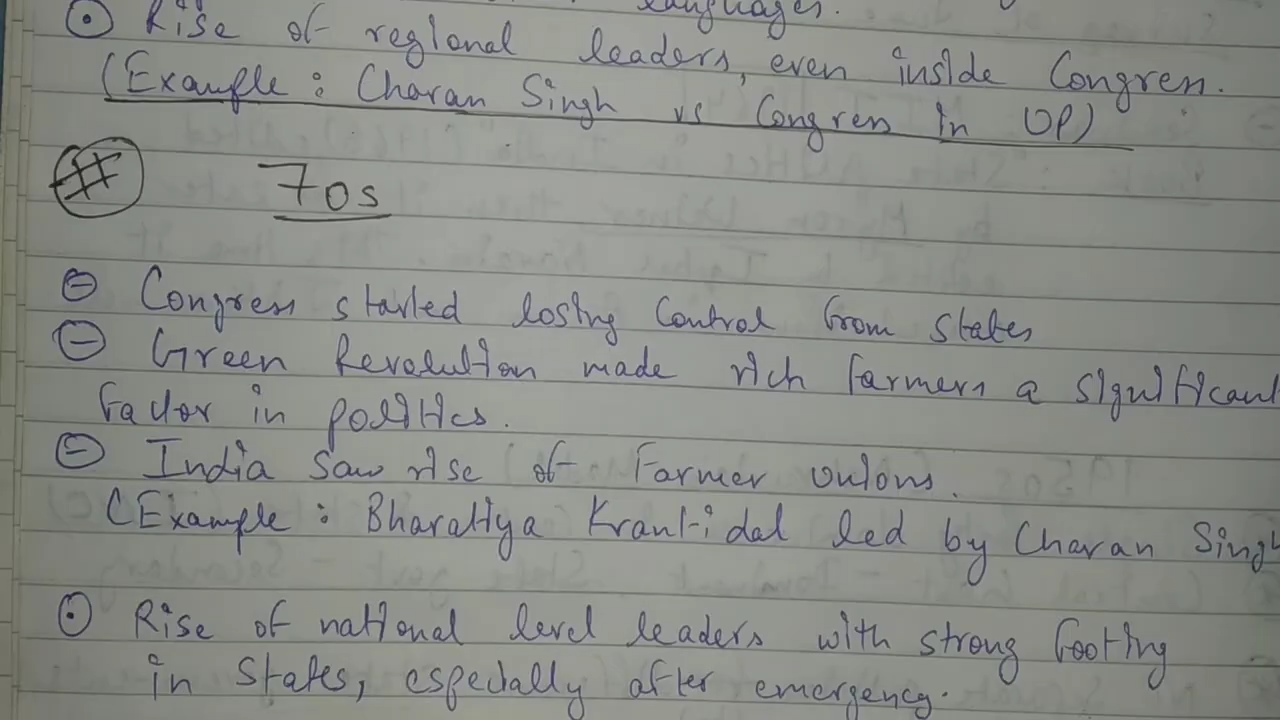 languages.
Rise of regional leaders, even inside Congress.
(Example : Charan Singh vs Congress in UP)
# 70s
Congress started losing control from states
Green Revolution made rich farmers a significant
factor in politics.
India saw rise of Farmer unions.
(Example : Bharatiya Kranti dal led by Charan Singh
Rise of national level leaders with strong footing
in states, especially after emergency.